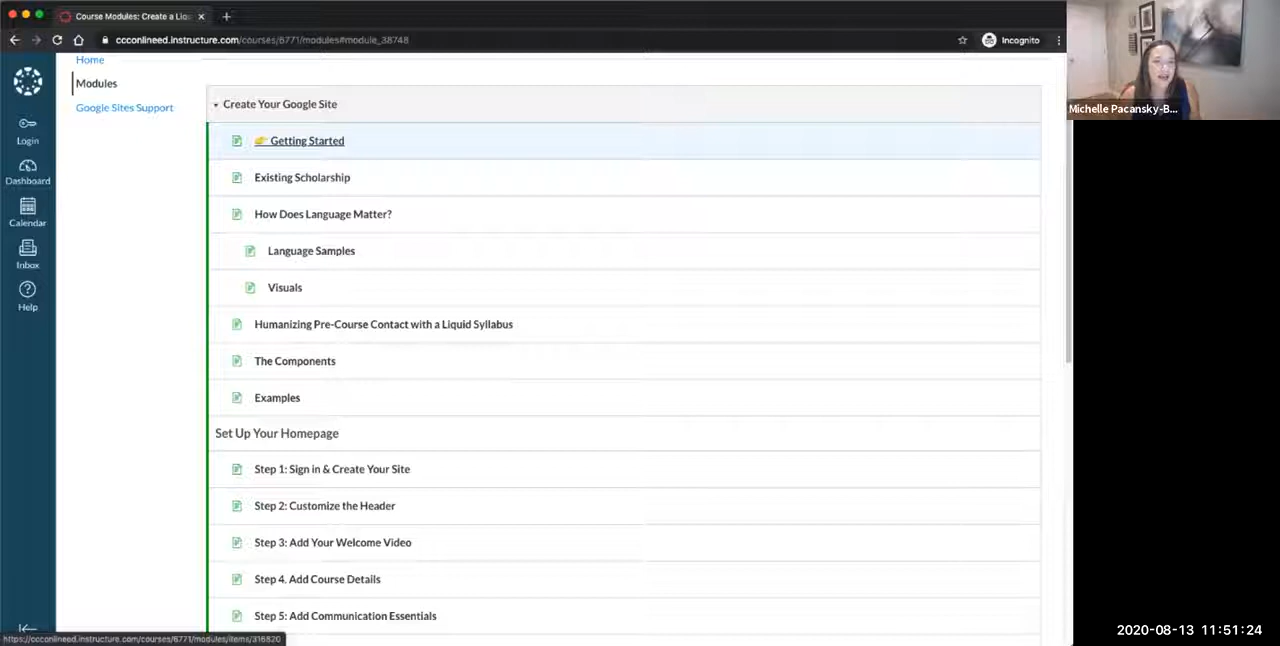 Course Modules: Create a Liq
ccconlineed.instructure.com/courses/6771/modules#module_38748
Incognito
Michelle Pacansky-B...
Home
Modules
Google Sites Support
Login
Dashboard
Calendar
Inbox
Help
Create Your Google Site
Getting Started
Existing Scholarship
How Does Language Matter?
Language Samples
Visuals
Humanizing Pre-Course Contact with a Liquid Syllabus
The Components
Examples
Set Up Your Homepage
Step 1: Sign in & Create Your Site
Step 2: Customize the Header
Step 3: Add Your Welcome Video
Step 4. Add Course Details
Step 5: Add Communication Essentials
https://ccconlineed.instructure.com/courses/6771/modules/items/316820
2020-08-13 11:51:24